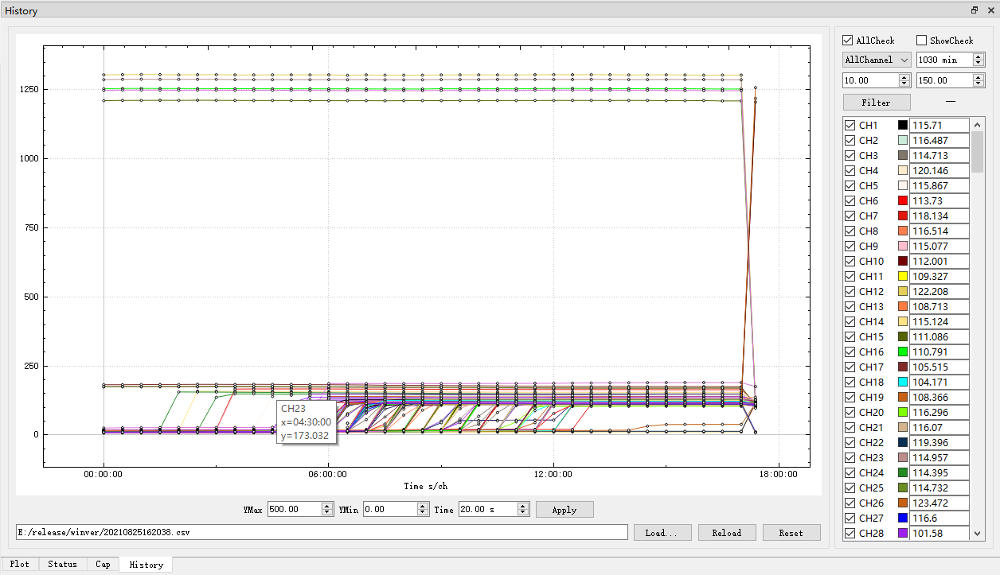 History
1250
1000
750
500
250
0
00:00:00 06:00:00 12:00:00 18:00:00
Time s/ch
CH23
x=04:30:00
y=173.032
YMax 500.00 YMin 0.00 Time 20.00 s Apply
E:/release/winver/20210825162038.csv Load... Reload Reset
AllCheck ShowCheck
AllChannel 1030 min
10.00 150.00
Filter —
CH1 115.71
CH2 116.487
CH3 114.713
CH4 120.146
CH5 115.867
CH6 113.73
CH7 118.134
CH8 116.514
CH9 115.077
CH10 112.001
CH11 109.327
CH12 122.208
CH13 108.713
CH14 115.124
CH15 111.086
CH16 110.791
CH17 105.515
CH18 104.171
CH19 108.366
CH20 116.296
CH21 116.07
CH22 119.396
CH23 114.957
CH24 114.395
CH25 114.732
CH26 123.472
CH27 116.6
CH28 101.58
Plot Status Cap History